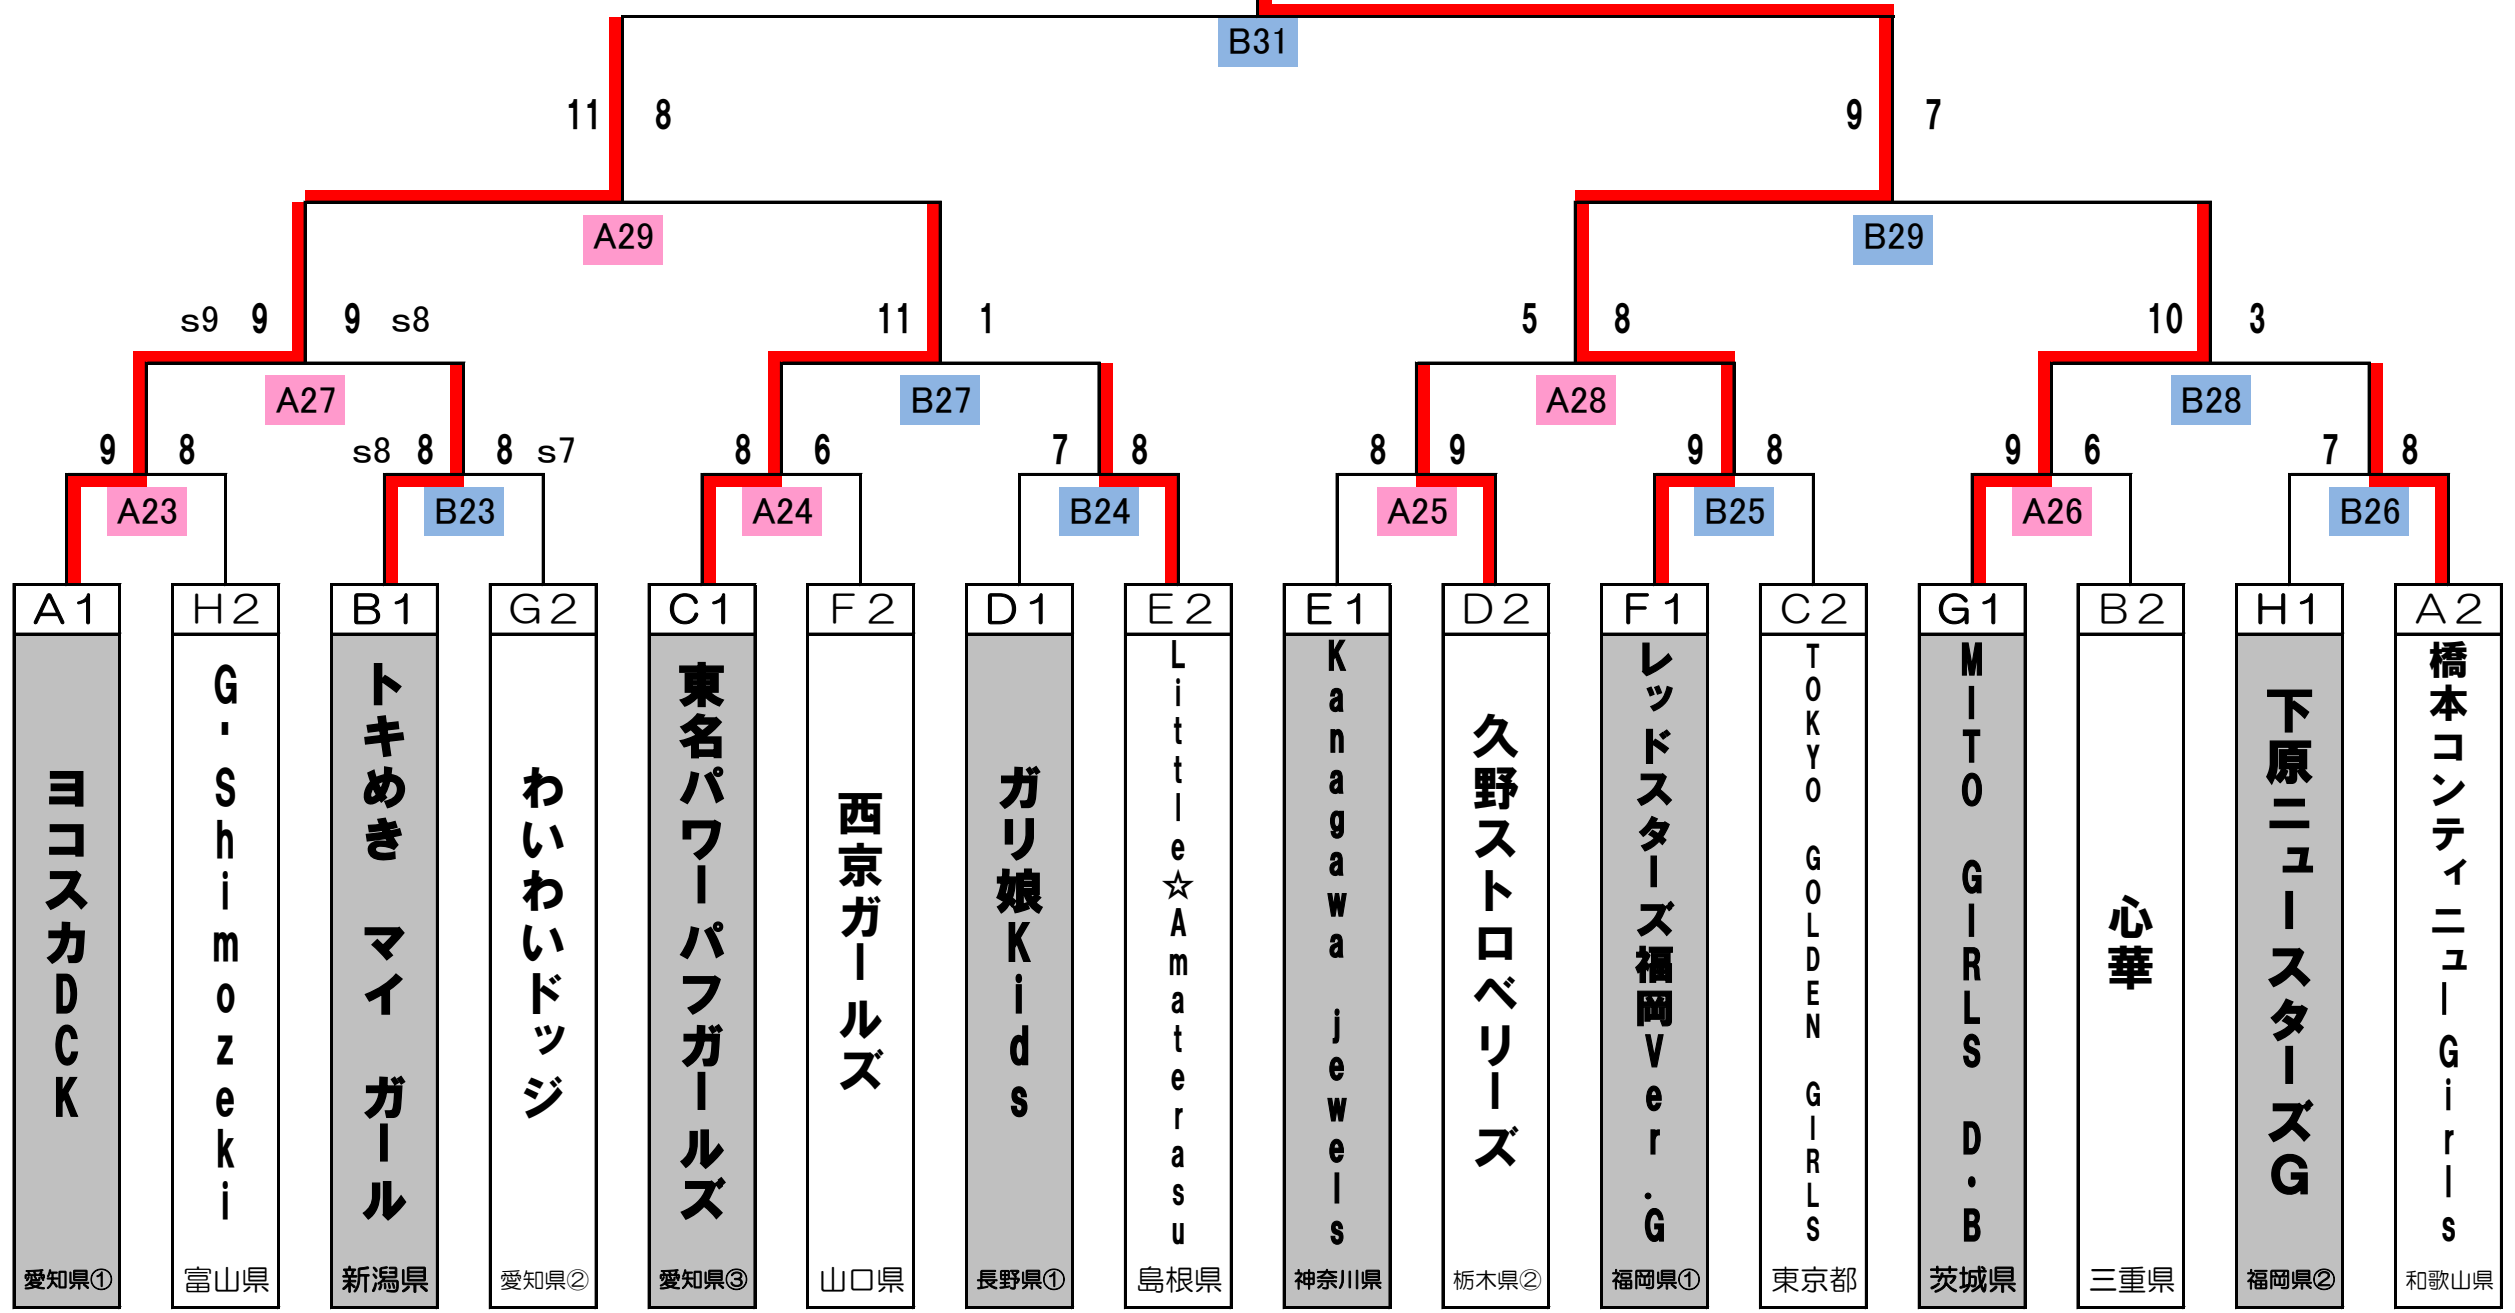 B31
11 8 9 7
A29 B29
s9 9 9 s8 11 1 5 8 10 3
A27 B27 A28 B28
9 8 s8 8 8 s7 8 6 7 8 8 9 9 8 9 6 7 8
A23 B23 A24 B24 A25 B25 A26 B26
A1 H2 B1 G2 C1 F2 D1 E2 E1 D2 F1 C2 G1 B2 H1 A2
ヨコスカDCK
G'Shimozeki
トキめき マイ ガール
わいわいドッジ
東名パワーパフガールズ
西京ガールズ
ガリ娘Kids
Little☆Amaterasu
Kanagawa jewels
久野ストロベリーズ
レッドスターズ福岡Ver.G
TOKYO GOLDEN GIRLS
MITO GIRLS D・B
心華
下原ニュースターズG
橋本コンティニューGirls
愛知県① 富山県 新潟県 愛知県② 愛知県③ 山口県 長野県① 島根県 神奈川県 栃木県② 福岡県① 東京都 茨城県 三重県 福岡県② 和歌山県